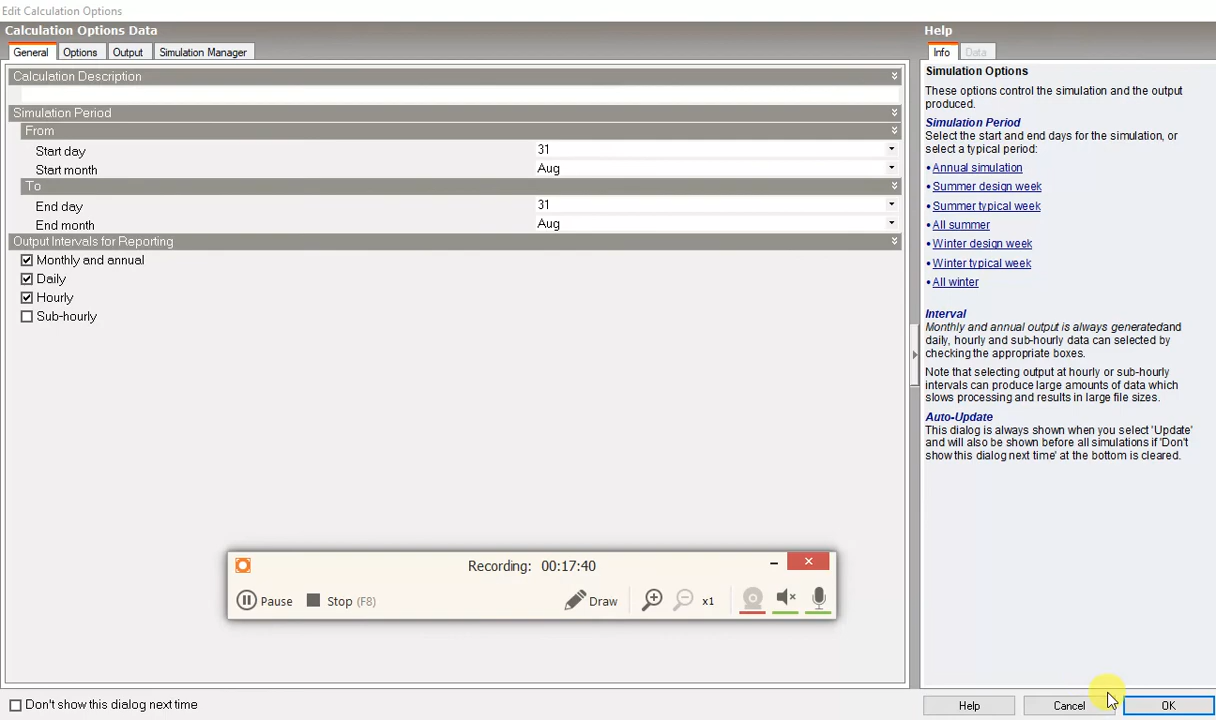 Edit Calculation Options
Calculation Options Data
General Options Output Simulation Manager
Calculation Description
Simulation Period
From
Start day 31
Start month Aug
To
End day 31
End month Aug
Output Intervals for Reporting
Monthly and annual
Daily
Hourly
Sub-hourly
Recording: 00:17:40
Pause Stop (F8) Draw x1
Don't show this dialog next time
Help
Info Data
Simulation Options
These options control the simulation and the output
produced.
Simulation Period
Select the start and end days for the simulation, or
select a typical period:
• Annual simulation
• Summer design week
• Summer typical week
• All summer
• Winter design week
• Winter typical week
• All winter
Interval
Monthly and annual output is always generatedand
daily, hourly and sub-hourly data can selected by
checking the appropriate boxes.
Note that selecting output at hourly or sub-hourly
intervals can produce large amounts of data which
slows processing and results in large file sizes.
Auto-Update
This dialog is always shown when you select 'Update'
and will also be shown before all simulations if 'Don't
show this dialog next time' at the bottom is cleared.
Help Cancel OK